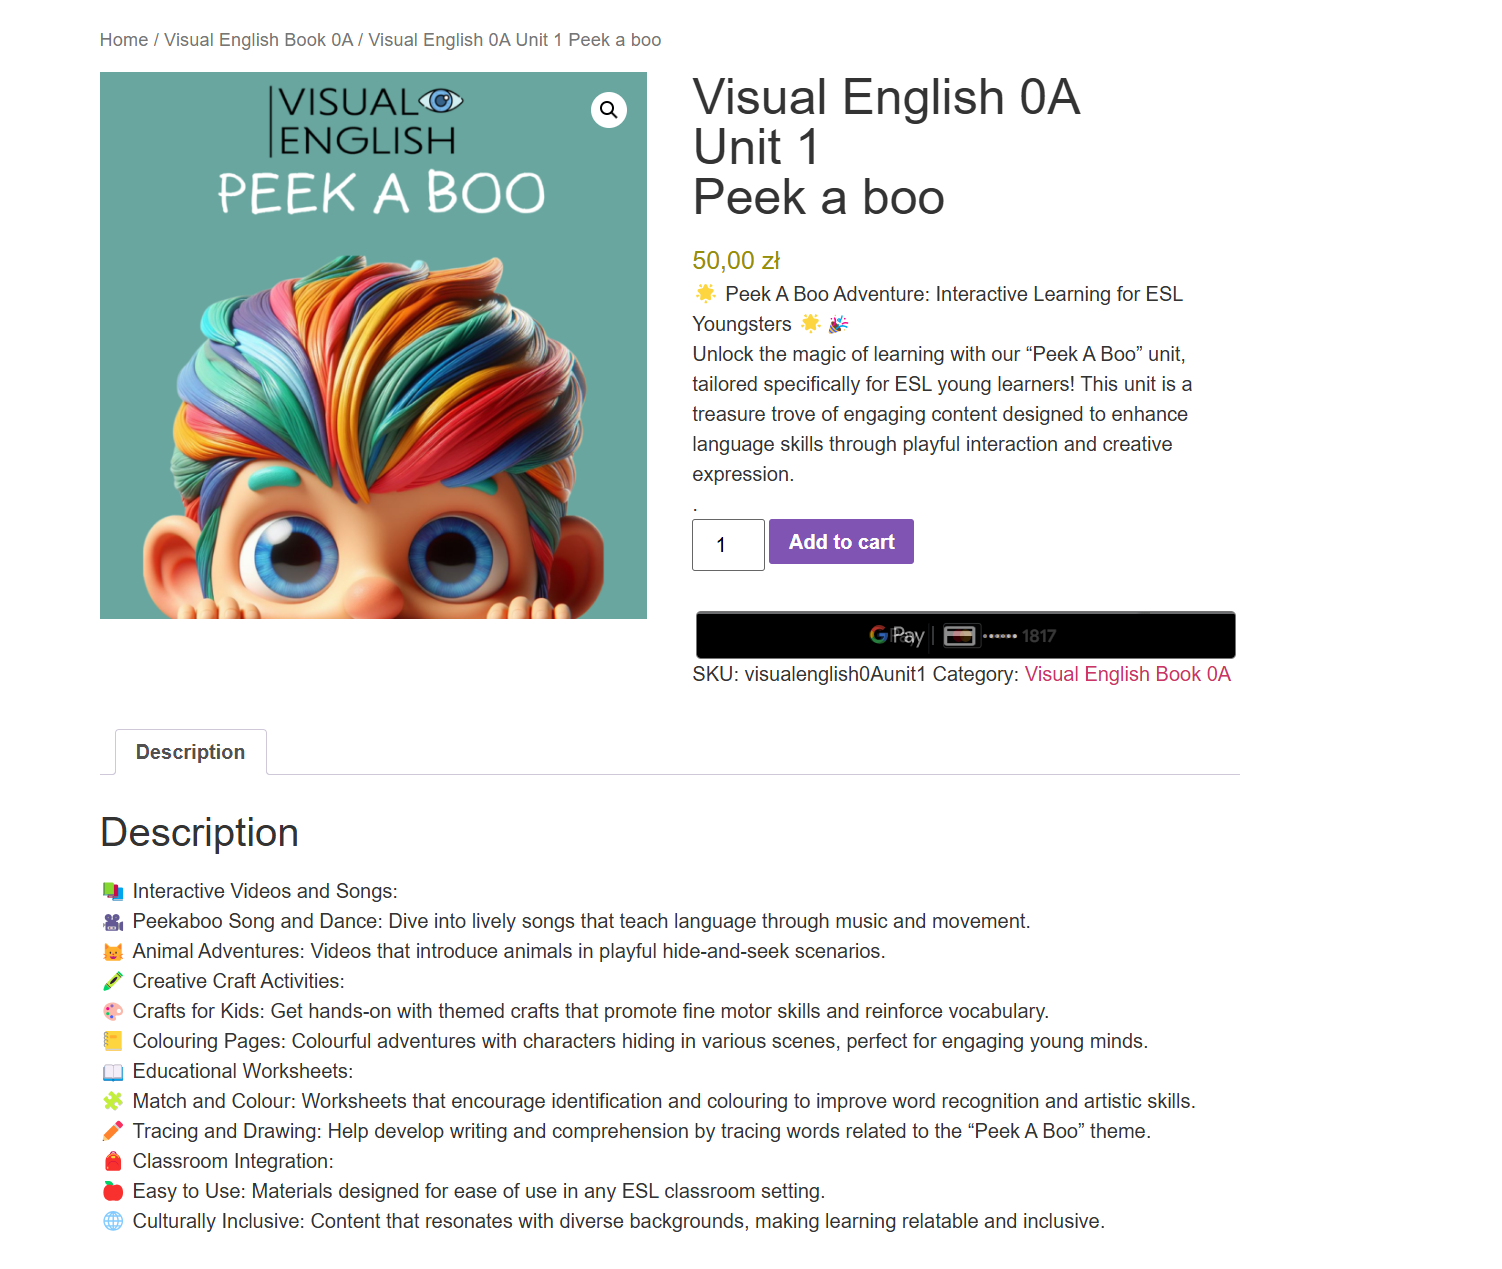 Home / Visual English Book 0A / Visual English 0A Unit 1 Peek a boo
VISUAL
ENGLISH
PEEK A BOO
Visual English 0A
Unit 1
Peek a boo
50,00 zł
🌟 Peek A Boo Adventure: Interactive Learning for ESL
Youngsters 🌟 🎉
Unlock the magic of learning with our “Peek A Boo” unit,
tailored specifically for ESL young learners! This unit is a
treasure trove of engaging content designed to enhance
language skills through playful interaction and creative
expression.
.
1
Add to cart
G Pay | •••••• 1817
SKU: visualenglish0Aunit1 Category: Visual English Book 0A
Description
Description
📚 Interactive Videos and Songs:
🎥 Peekaboo Song and Dance: Dive into lively songs that teach language through music and movement.
🐱 Animal Adventures: Videos that introduce animals in playful hide-and-seek scenarios.
🖍 Creative Craft Activities:
🎨 Crafts for Kids: Get hands-on with themed crafts that promote fine motor skills and reinforce vocabulary.
📒 Colouring Pages: Colourful adventures with characters hiding in various scenes, perfect for engaging young minds.
📖 Educational Worksheets:
🧩 Match and Colour: Worksheets that encourage identification and colouring to improve word recognition and artistic skills.
✏️ Tracing and Drawing: Help develop writing and comprehension by tracing words related to the “Peek A Boo” theme.
🎒 Classroom Integration:
🍎 Easy to Use: Materials designed for ease of use in any ESL classroom setting.
🌐 Culturally Inclusive: Content that resonates with diverse backgrounds, making learning relatable and inclusive.